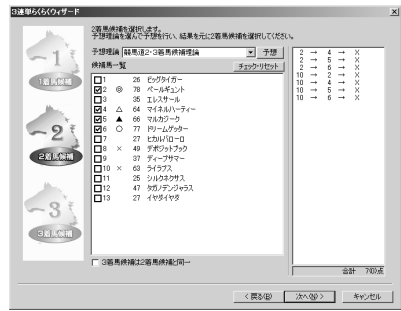 3連単らくらくウィザード
2着馬候補を選択します。
予想理論を選んで予想を行い、結果を元に2着馬候補を選択してください。
予想理論 競馬道2・3着馬候補理論 予想
候補馬一覧 チェック・リセット
1 26 ビッグタイガー
2 ◎ 78 ペールギュント
3 35 エレスサール
4 △ 64 マイネルハーティー
5 ▲ 66 マルカジーク
6 ○ 77 ドリームゲッター
7 27 ヒカルバローロ
8 × 49 デポジットブック
9 37 ディープサマー
10 × 63 ライラプス
11 25 シルクネクサス
12 47 タガノデンジャラス
13 27 イヤダイヤダ
3着馬候補は2着馬候補と同一
2 → 4 → X
2 → 5 → X
2 → 6 → X
10 → 2 → X
10 → 4 → X
10 → 5 → X
10 → 6 → X
合計 700点
1
1着馬候補
2
2着馬候補
3
3着馬候補
< 戻る(B) 次へ(N) > キャンセル